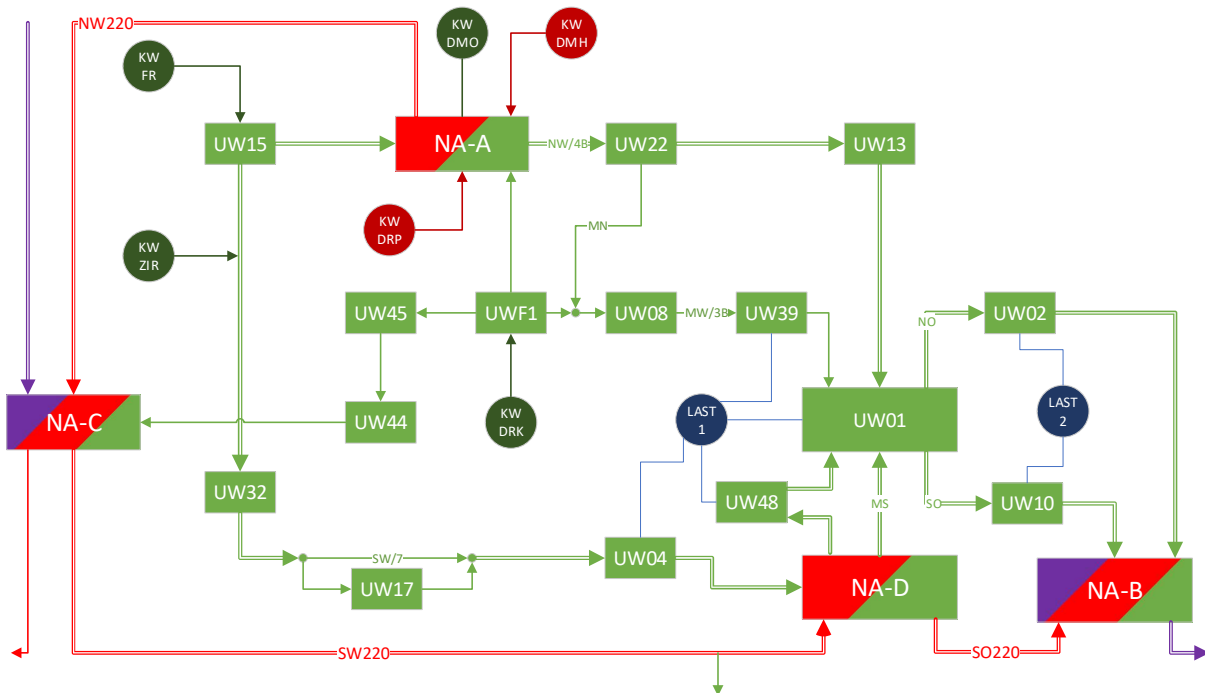 NW220
KW
FR
KW
DMO
KW
DMH
UW15
NA-A
NW/4B
UW22
UW13
KW
DRP
MN
KW
ZIR
UW45
UWF1
UW08
MW/3B
UW39
UW02
NO
NA-C
UW44
KW
DRK
LAST
1
UW01
LAST
2
UW32
UW48
MS
SO
UW10
SW/7
UW04
UW17
NA-D
NA-B
SW220
SO220